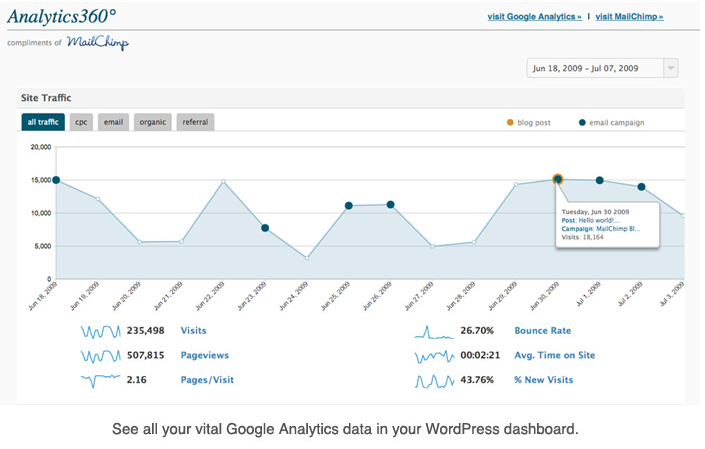 Analytics360°
visit Google Analytics » | visit MailChimp »
compliments of MailChimp
Jun 18, 2009 – Jul 07, 2009
Site Traffic
all traffic cpc email organic referral
blog post email campaign
20,000
15,000
10,000
5,000
0
Tuesday, Jun 30 2009
Post: Hello world!...
Campaign: MailChimp Bl...
Visits: 18,164
Jun 18, 2009 Jun 19, 2009 Jun 20, 2009 Jun 21, 2009 Jun 22, 2009 Jun 23, 2009 Jun 24, 2009 Jun 25, 2009 Jun 26, 2009 Jun 27, 2009 Jun 28, 2009 Jun 29, 2009 Jun 30, 2009 Jul 1, 2009 Jul 2, 2009 Jul 3, 2009
235,498 Visits
26.70% Bounce Rate
507,815 Pageviews
00:02:21 Avg. Time on Site
2.16 Pages/Visit
43.76% % New Visits
See all your vital Google Analytics data in your WordPress dashboard.